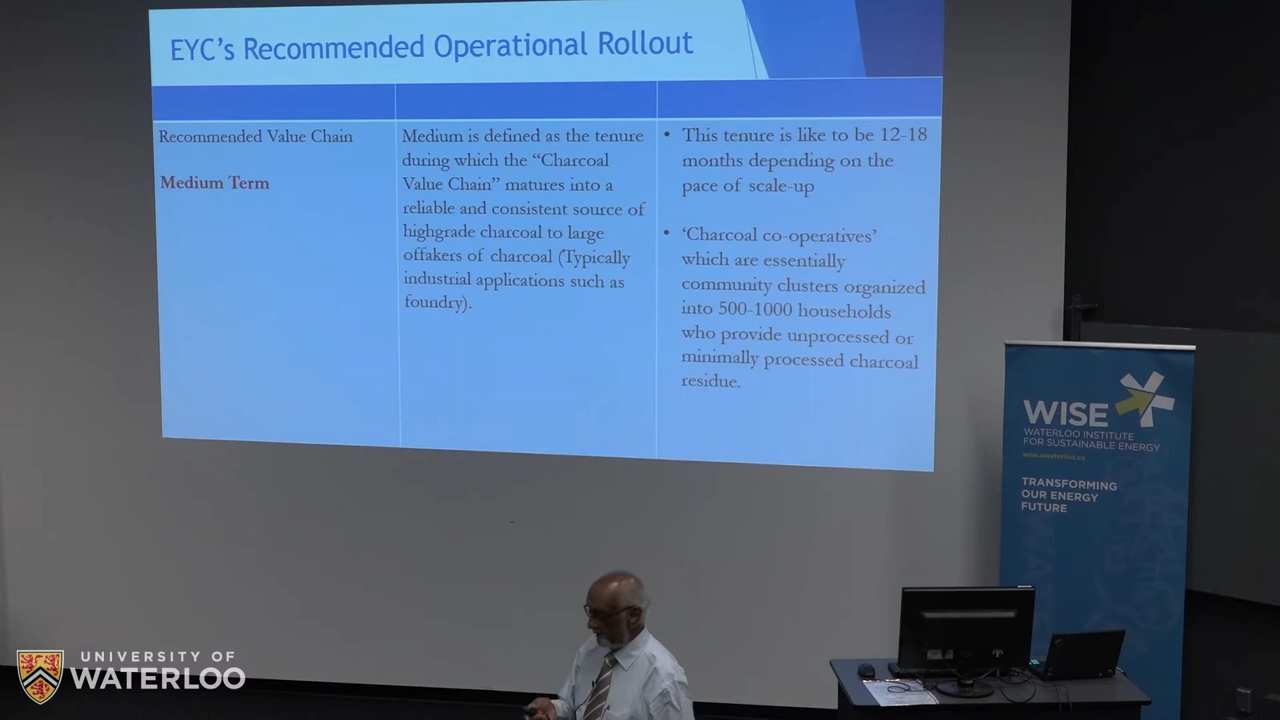 EYC's Recommended Operational Rollout
Recommended Value Chain
Medium Term
Medium is defined as the tenure
during which the “Charcoal
Value Chain” matures into a
reliable and consistent source of
highgrade charcoal to large
offakers of charcoal (Typically
industrial applications such as
foundry).
• This tenure is like to be 12-18
months depending on the
pace of scale-up
• ‘Charcoal co-operatives’
which are essentially
community clusters organized
into 500-1000 households
who provide unprocessed or
minimally processed charcoal
residue.
WISE
WATERLOO INSTITUTE
FOR SUSTAINABLE ENERGY
wise.uwaterloo.ca
TRANSFORMING
OUR ENERGY
FUTURE
UNIVERSITY OF
WATERLOO